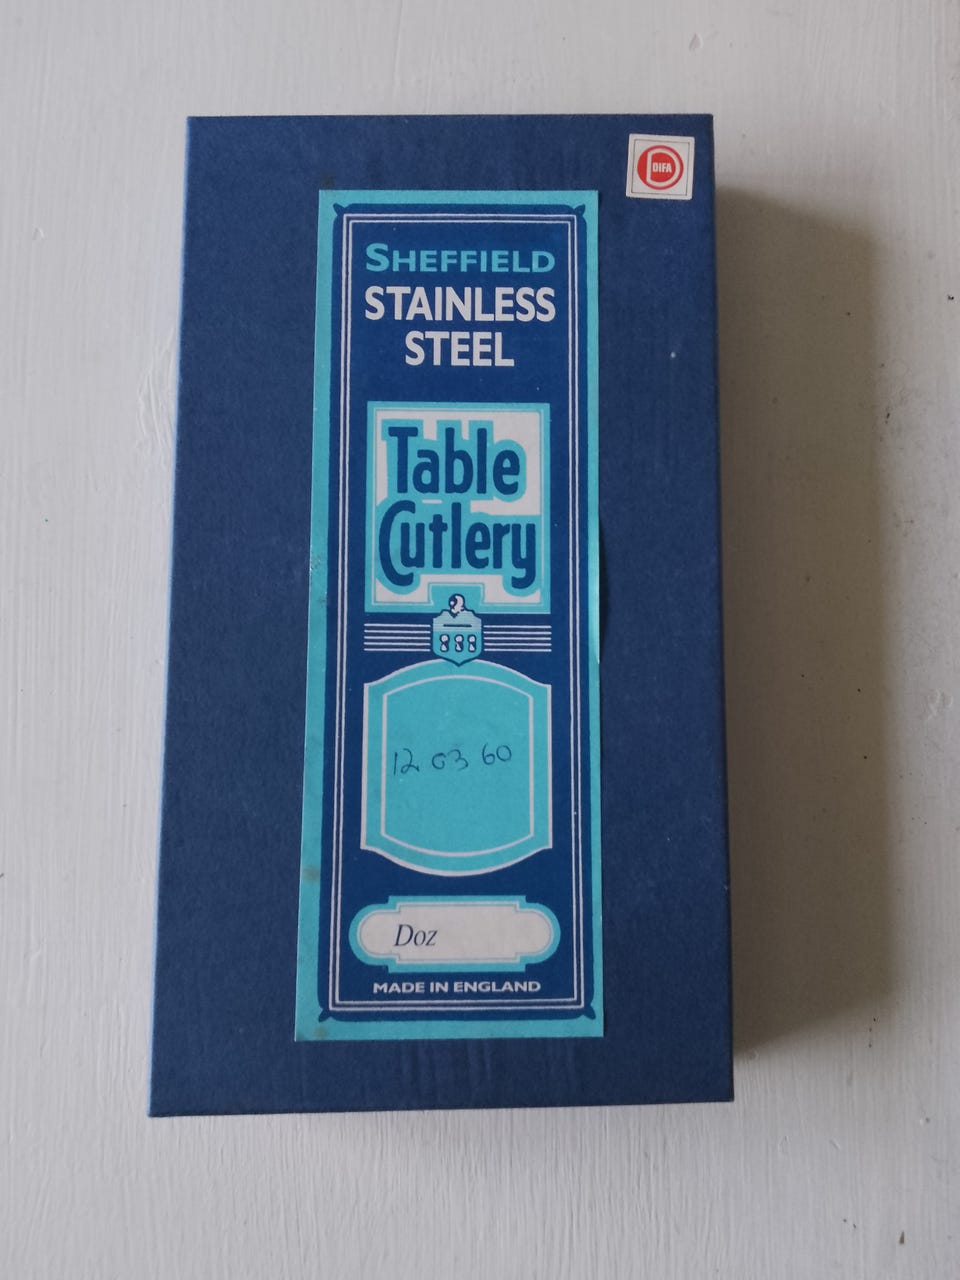 DIFA
SHEFFIELD
STAINLESS
STEEL
Table
Cutlery
12 03 60
Doz
MADE IN ENGLAND